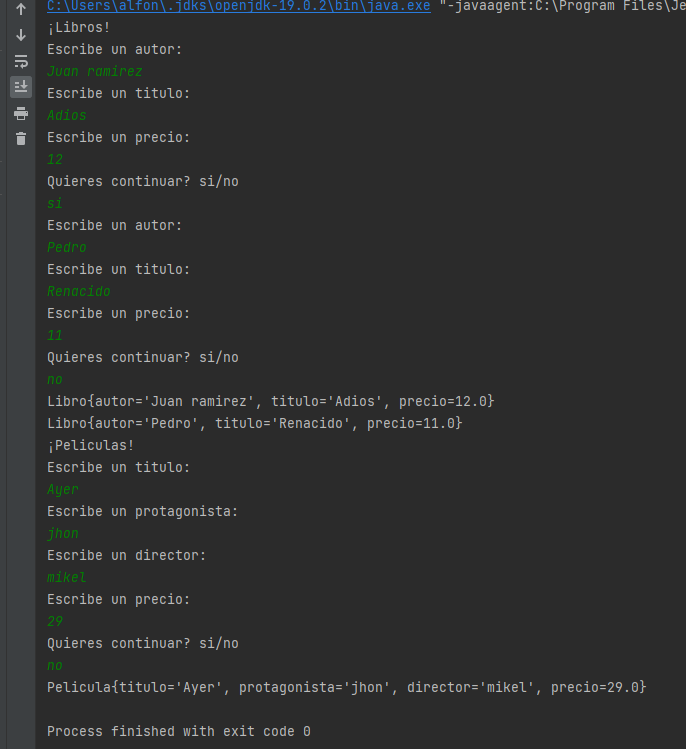 C:\Users\alfon\.jdks\openjdk-19.0.2\bin\java.exe "-javaagent:C:\Program Files\Je
¡Libros!
Escribe un autor:
Juan ramirez
Escribe un titulo:
Adios
Escribe un precio:
12
Quieres continuar? si/no
si
Escribe un autor:
Pedro
Escribe un titulo:
Renacido
Escribe un precio:
11
Quieres continuar? si/no
no
Libro{autor='Juan ramirez', titulo='Adios', precio=12.0}
Libro{autor='Pedro', titulo='Renacido', precio=11.0}
¡Peliculas!
Escribe un titulo:
Ayer
Escribe un protagonista:
jhon
Escribe un director:
mikel
Escribe un precio:
29
Quieres continuar? si/no
no
Pelicula{titulo='Ayer', protagonista='jhon', director='mikel', precio=29.0}
Process finished with exit code 0